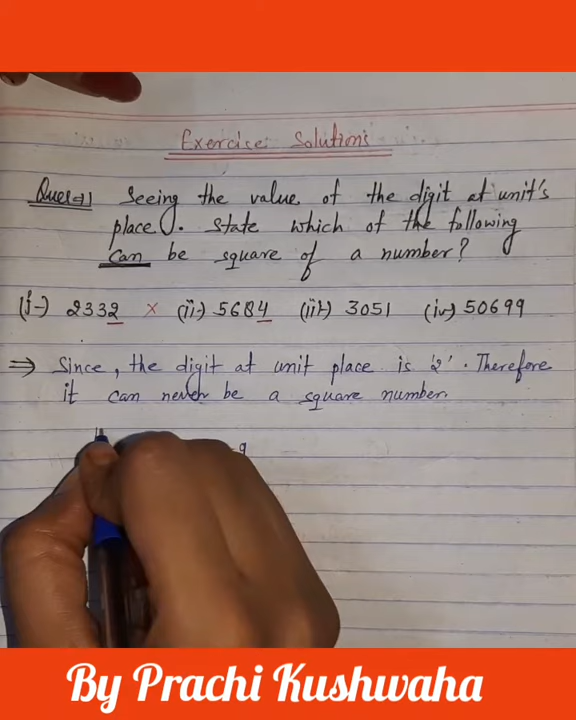 Exercise Solutions
Ques=1 Seeing the value of the digit at unit's
place. State which of the following
can be square of a number?
(i-) 2332 × (ii-) 5684 (iii-) 3051 (iv-) 50699
⇒ Since, the digit at unit place is '2'. Therefore
it can never be a square number.
9
By Prachi Kushwaha